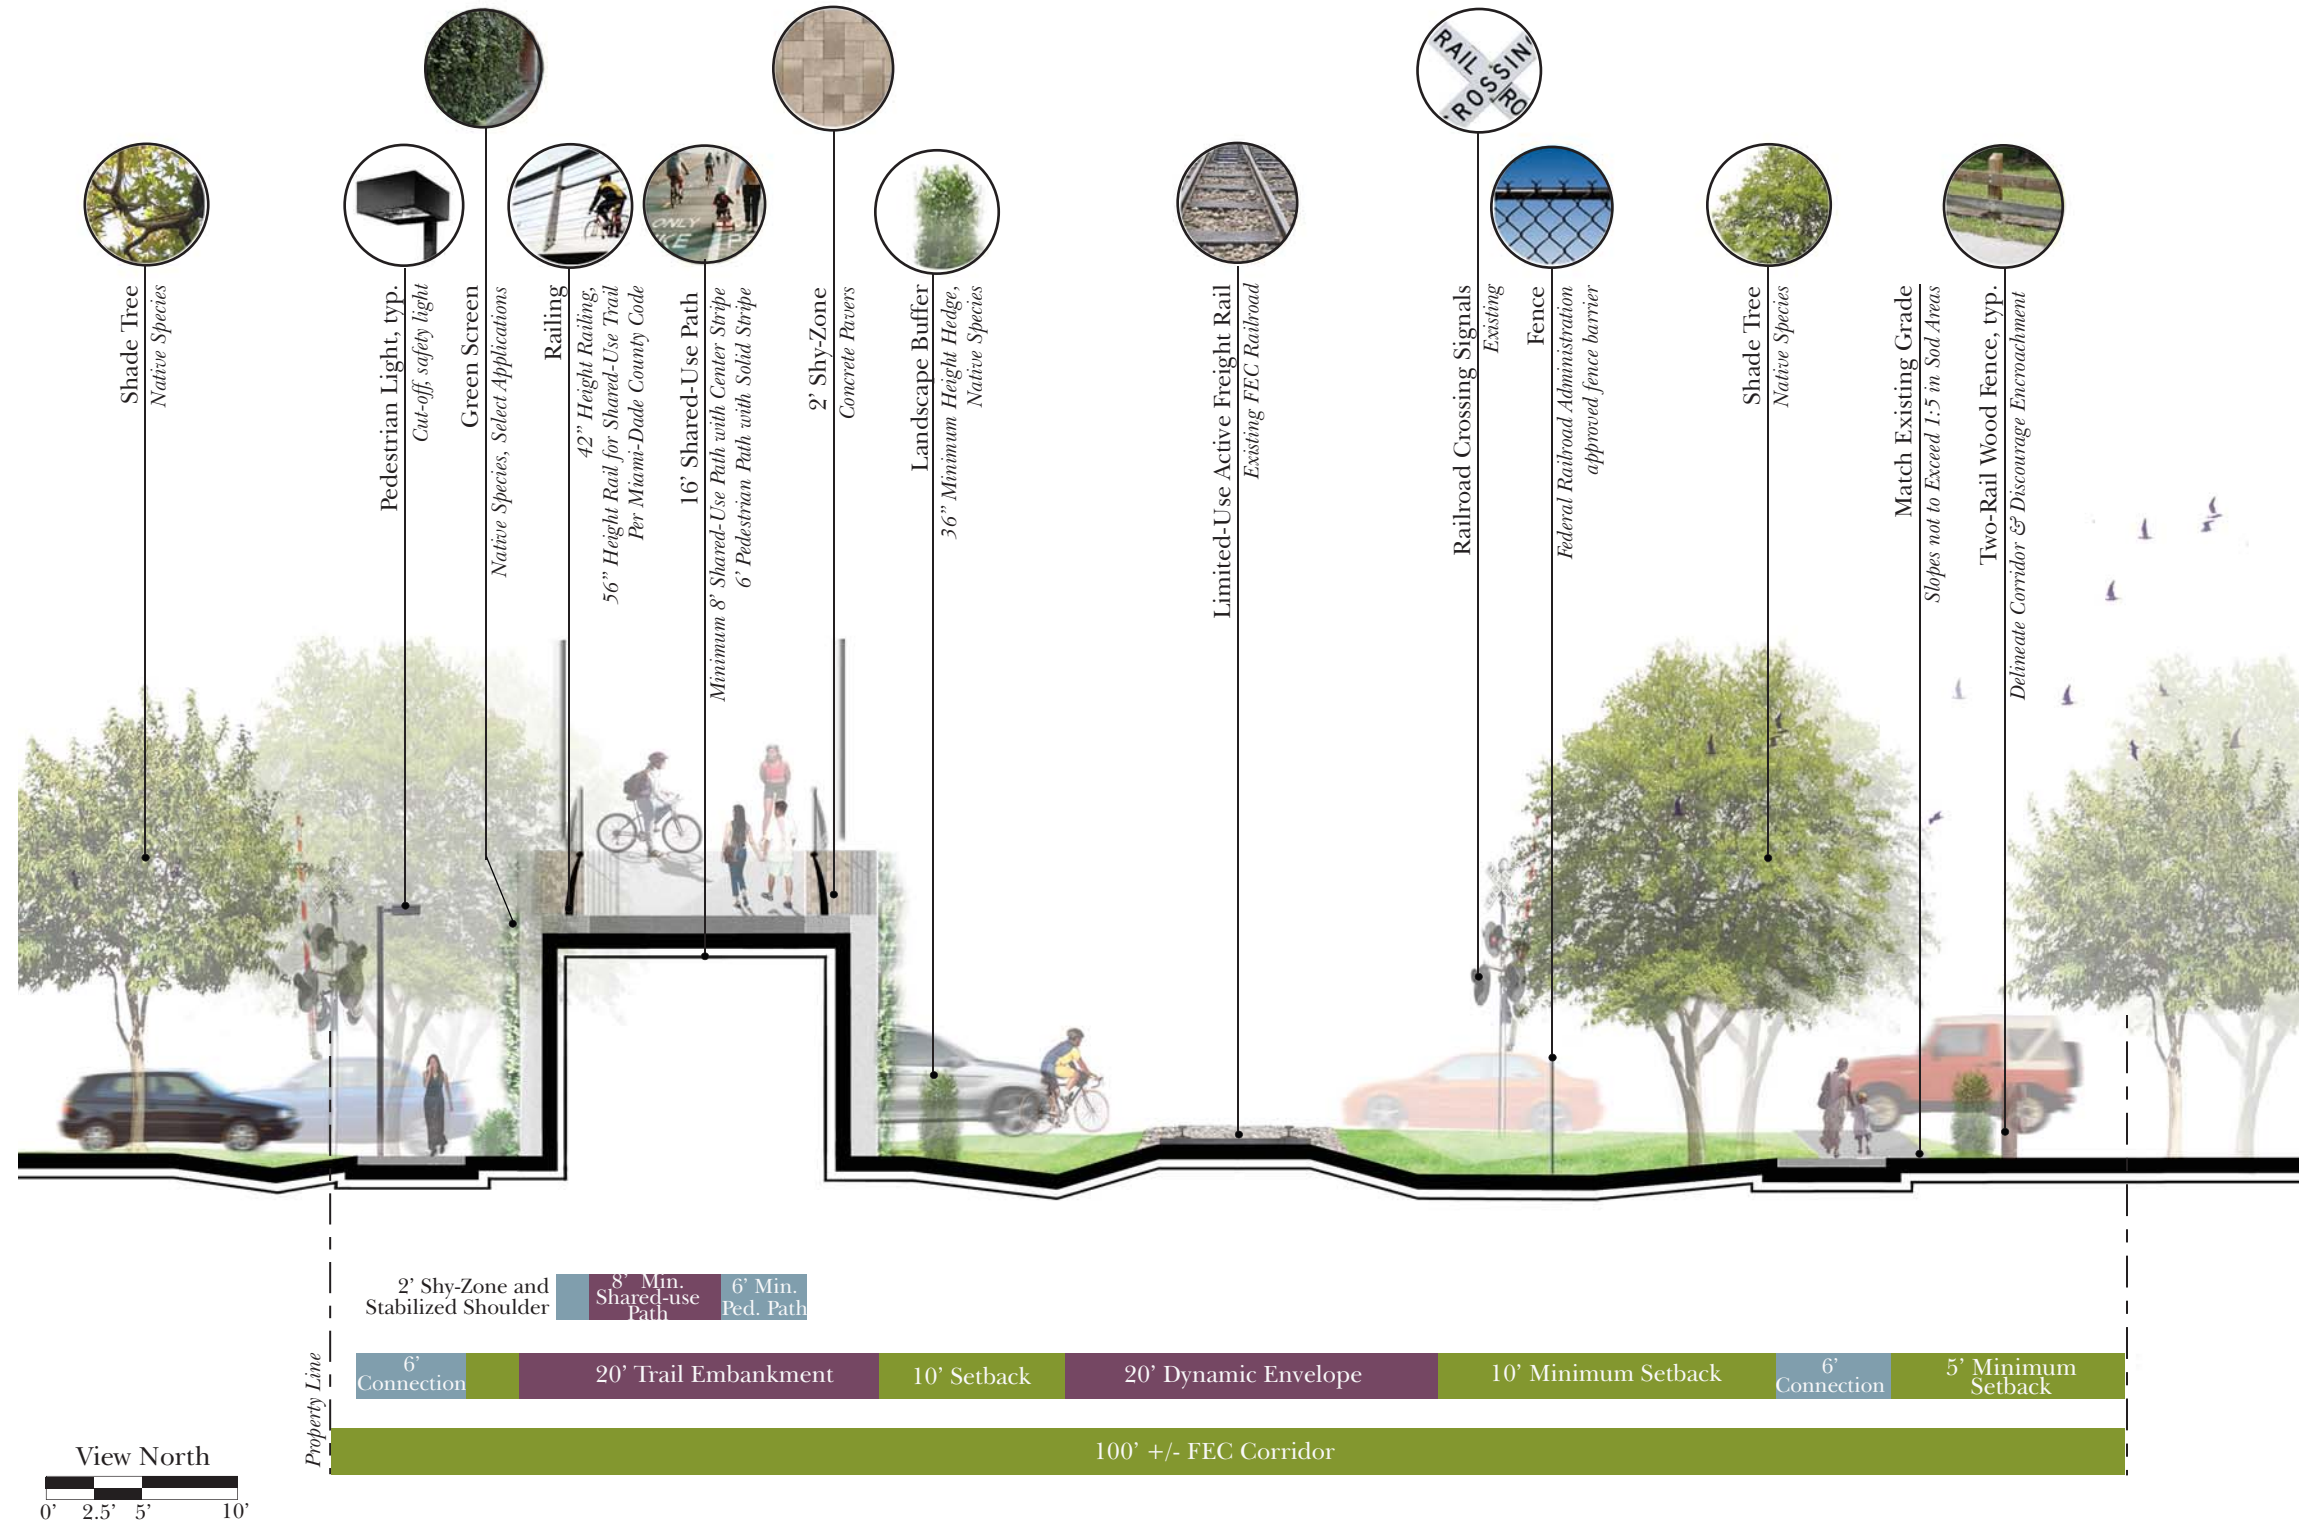 RAIL
CROSSIN
ROSS
RO
ONLY
KE
P
Shade Tree
Native Species
Pedestrian Light, typ.
Cut-off, safety light
Green Screen
Native Species, Select Applications
Railing
42” Height Railing,
56” Height Rail for Shared-Use Trail
Per Miami-Dade County Code
16’ Shared-Use Path
Minimum 8’ Shared-Use Path with Center Stripe
6’ Pedestrian Path with Solid Stripe
2’ Shy-Zone
Concrete Pavers
Landscape Buffer
36” Minimum Height Hedge,
Native Species
Limited-Use Active Freight Rail
Existing FEC Railroad
Railroad Crossing Signals
Existing
Fence
Federal Railroad Administration
approved fence barrier
Shade Tree
Native Species
Match Existing Grade
Slopes not to Exceed 1:5 in Sod Areas
Two-Rail Wood Fence, typ.
Delineate Corridor & Discourage Encroachment
2’ Shy-Zone and
Stabilized Shoulder
8’ Min.
Shared-use
Path
6’ Min.
Ped. Path
Property Line
6’
Connection
20’ Trail Embankment
10’ Setback
20’ Dynamic Envelope
10’ Minimum Setback
6’
Connection
5’ Minimum
Setback
100’ +/- FEC Corridor
View North
0’ 2.5’ 5’ 10’